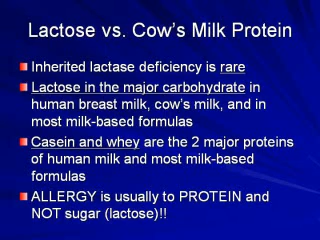 Lactose vs. Cow's Milk Protein
Inherited lactase deficiency is rare
Lactose in the major carbohydrate in
human breast milk, cow's milk, and in
most milk-based formulas
Casein and whey are the 2 major proteins
of human milk and most milk-based
formulas
ALLERGY is usually to PROTEIN and
NOT sugar (lactose)!!